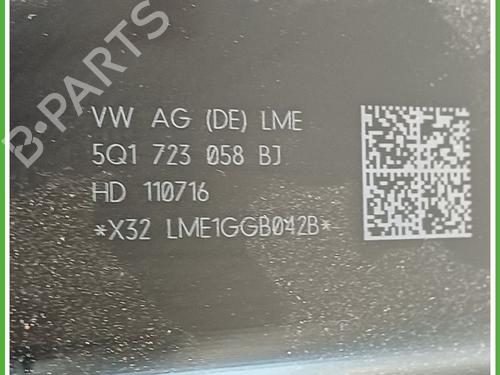 B-PARTS
VW AG (DE) LME
5Q1 723 058 BJ
HD 110716
*X32 LME1GGB042B*